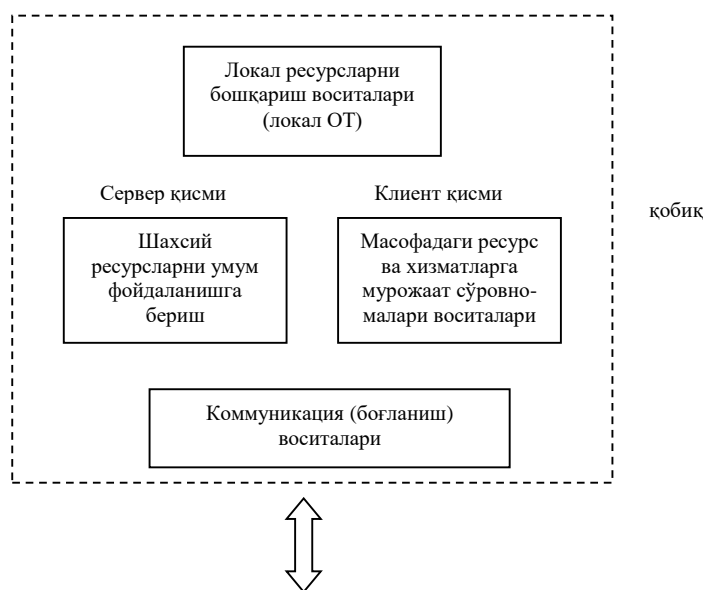 Локал ресурсларни
бошқариш воситалари
(локал ОТ)
Сервер қисми
Клиент қисми
қобиқ
Шахсий
ресурсларни умум
фойдаланишга
бериш
Масофадаги ресурс
ва хизматларга
мурожаат сўровно-
малари воситалари
Коммуникация (боғланиш)
воситалари